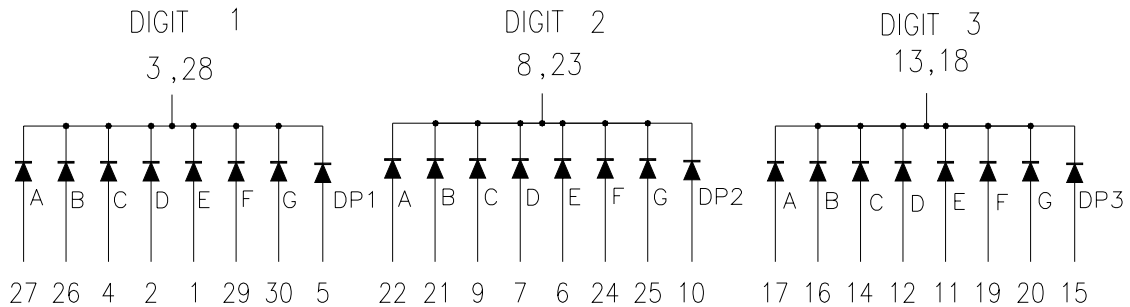 DIGIT 1
3,28
A B C D E F G DP1
27 26 4 2 1 29 30 5
DIGIT 2
8,23
A B C D E F G DP2
22 21 9 7 6 24 25 10
DIGIT 3
13,18
A B C D E F G DP3
17 16 14 12 11 19 20 15